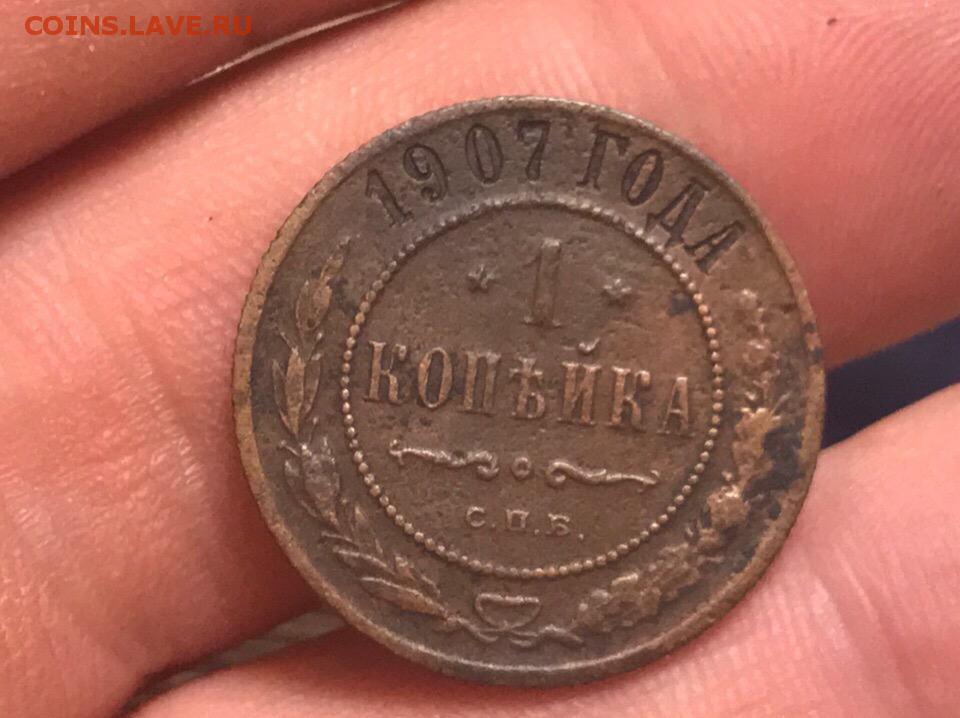 COINS.LAVE.RU
1907 ГОДА
* 1 *
КОПѢЙКА
С.П.Б.